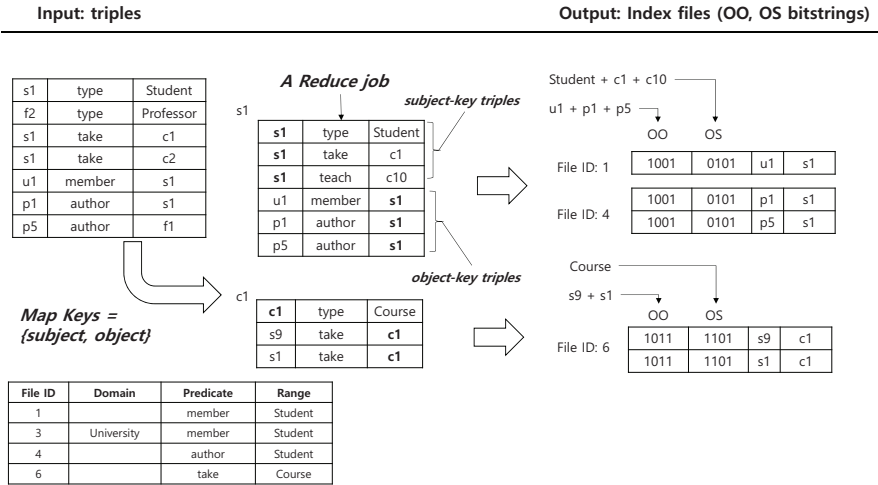 Input: triples
Output: Index files (OO, OS bitstrings)
s1 type Student
f2 type Professor
s1 take c1
s1 take c2
u1 member s1
p1 author s1
p5 author f1
A Reduce job
subject-key triples
s1
s1 type Student
s1 take c1
s1 teach c10
u1 member s1
p1 author s1
p5 author s1
object-key triples
Student + c1 + c10
u1 + p1 + p5
OO OS
File ID: 1
1001 0101 u1 s1
File ID: 4
1001 0101 p1 s1
1001 0101 p5 s1
Map Keys =
{subject, object}
c1
c1 type Course
s9 take c1
s1 take c1
Course
s9 + s1
OO OS
File ID: 6
1011 1101 s9 c1
1011 1101 s1 c1
File ID Domain Predicate Range
1 member Student
3 University member Student
4 author Student
6 take Course